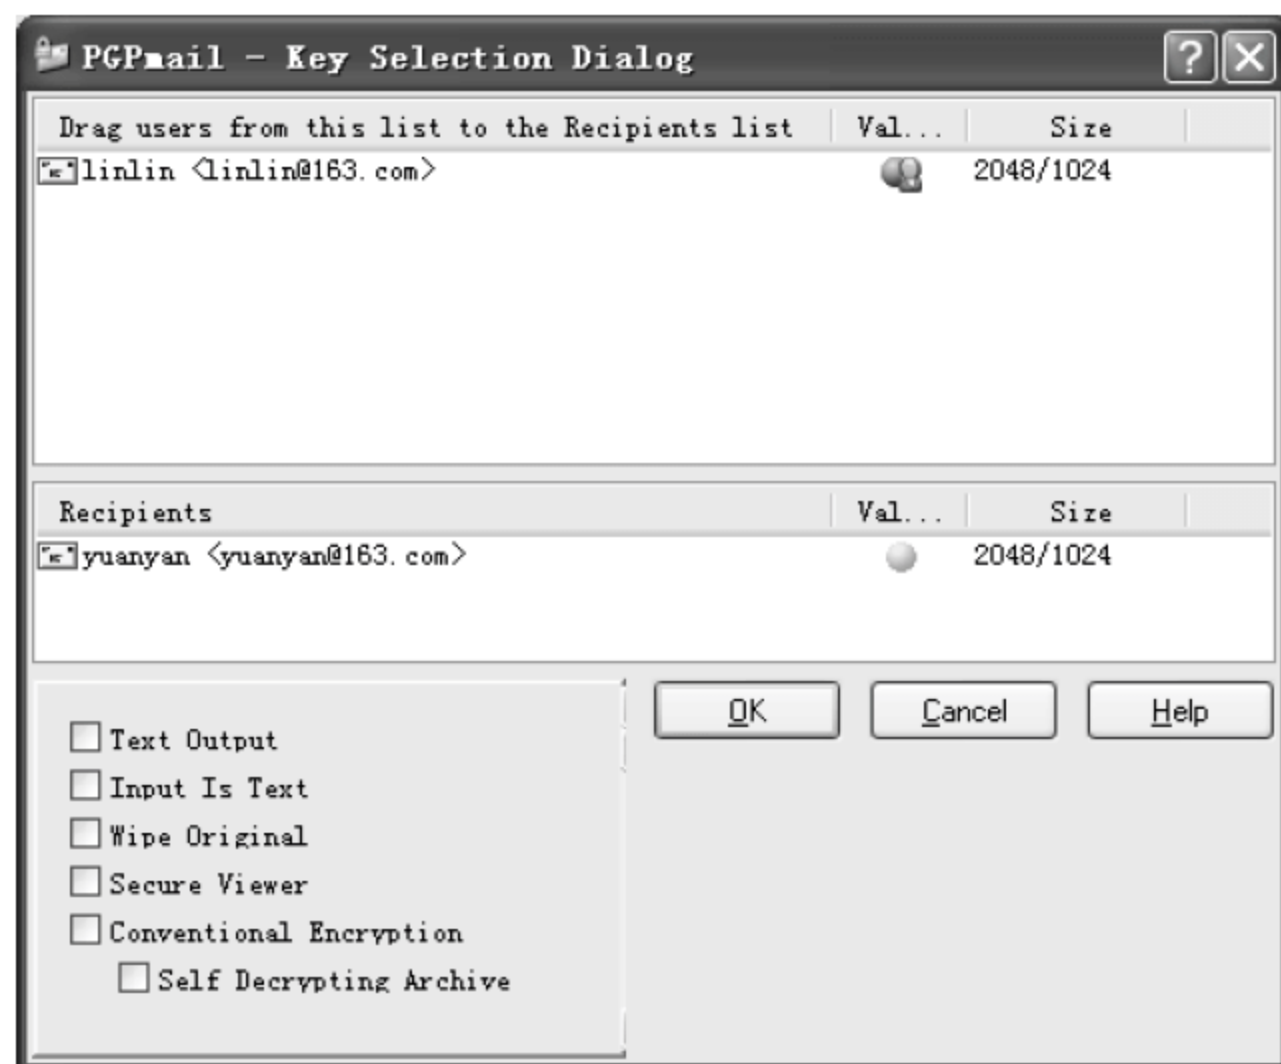 PGPmail - Key Selection Dialog
Drag users from this list to the Recipients list Val... Size
linlin <linlin@163.com> 2048/1024
Recipients Val... Size
yuanyan <yuanyan@163.com> 2048/1024
OK Cancel Help
Text Output
Input Is Text
Wipe Original
Secure Viewer
Conventional Encryption
Self Decrypting Archive